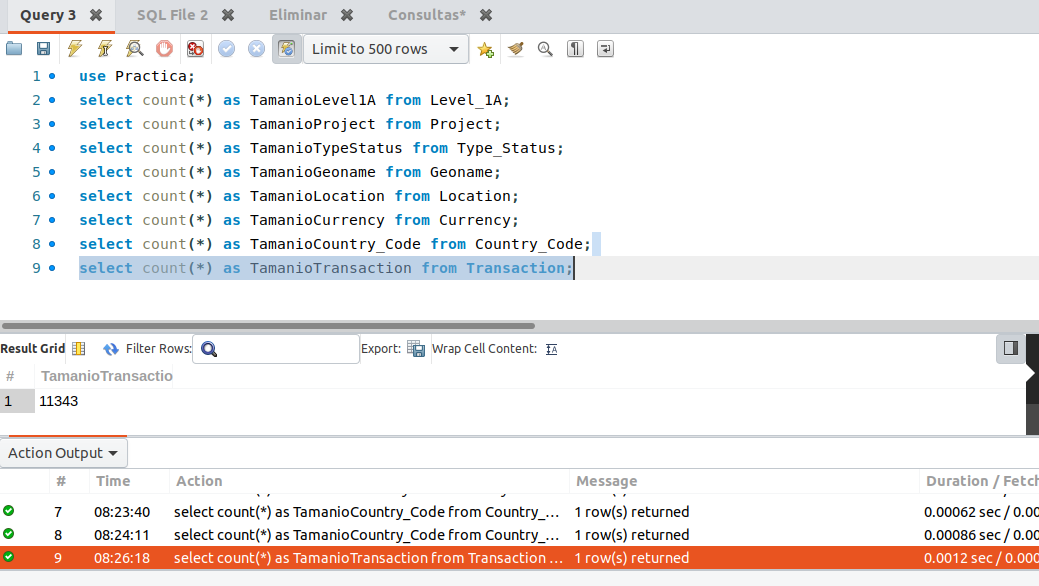 Query 3 SQL File 2 Eliminar Consultas*
Limit to 500 rows
1 use Practica;
2 select count(*) as TamanioLevel1A from Level_1A;
3 select count(*) as TamanioProject from Project;
4 select count(*) as TamanioTypeStatus from Type_Status;
5 select count(*) as TamanioGeoname from Geoname;
6 select count(*) as TamanioLocation from Location;
7 select count(*) as TamanioCurrency from Currency;
8 select count(*) as TamanioCountry_Code from Country_Code;
9 select count(*) as TamanioTransaction from Transaction;
Result Grid Filter Rows: Export: Wrap Cell Content:
# TamanioTransactio
1 11343
Action Output
# Time Action Message Duration / Fetch
7 08:23:40 select count(*) as TamanioCountry_Code from Country_... 1 row(s) returned 0.00062 sec / 0.00
8 08:24:11 select count(*) as TamanioCountry_Code from Country_... 1 row(s) returned 0.00086 sec / 0.00
9 08:26:18 select count(*) as TamanioTransaction from Transaction ... 1 row(s) returned 0.0012 sec / 0.000